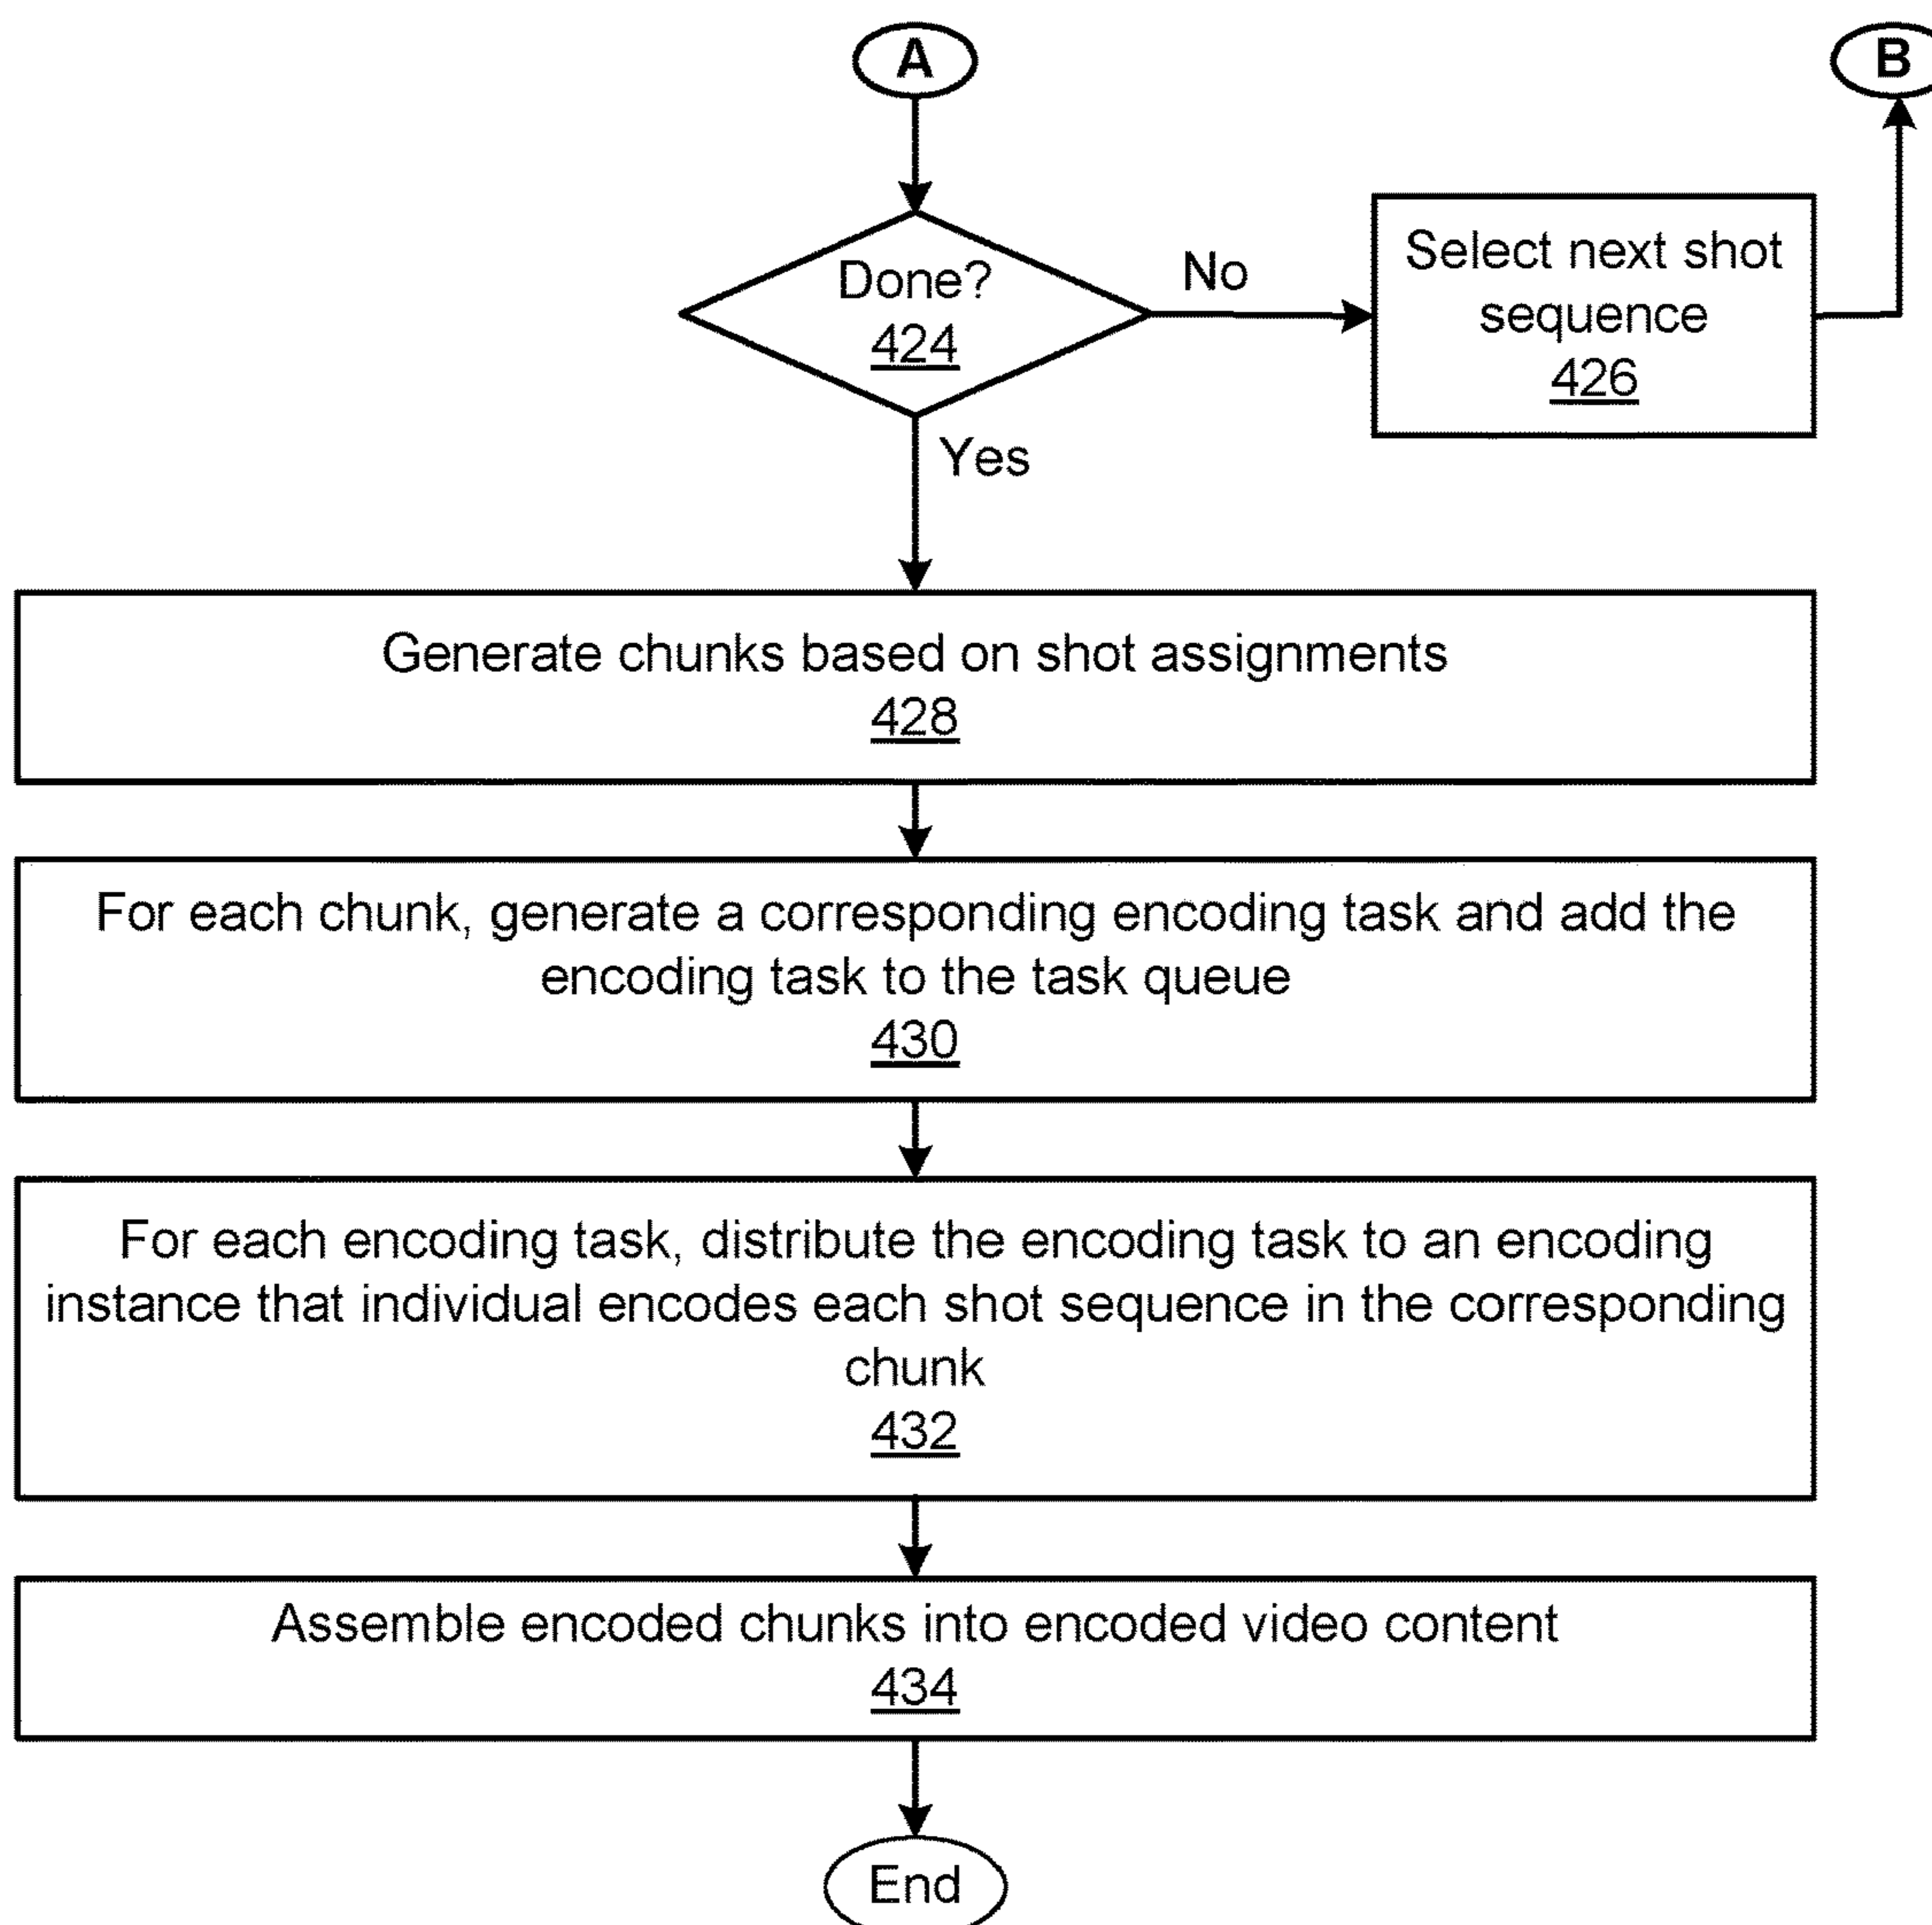 A
B
Done?
424
No
Select next shot
sequence
426
Yes
Generate chunks based on shot assignments
428
For each chunk, generate a corresponding encoding task and add the
encoding task to the task queue
430
For each encoding task, distribute the encoding task to an encoding
instance that individual encodes each shot sequence in the corresponding
chunk
432
Assemble encoded chunks into encoded video content
434
End